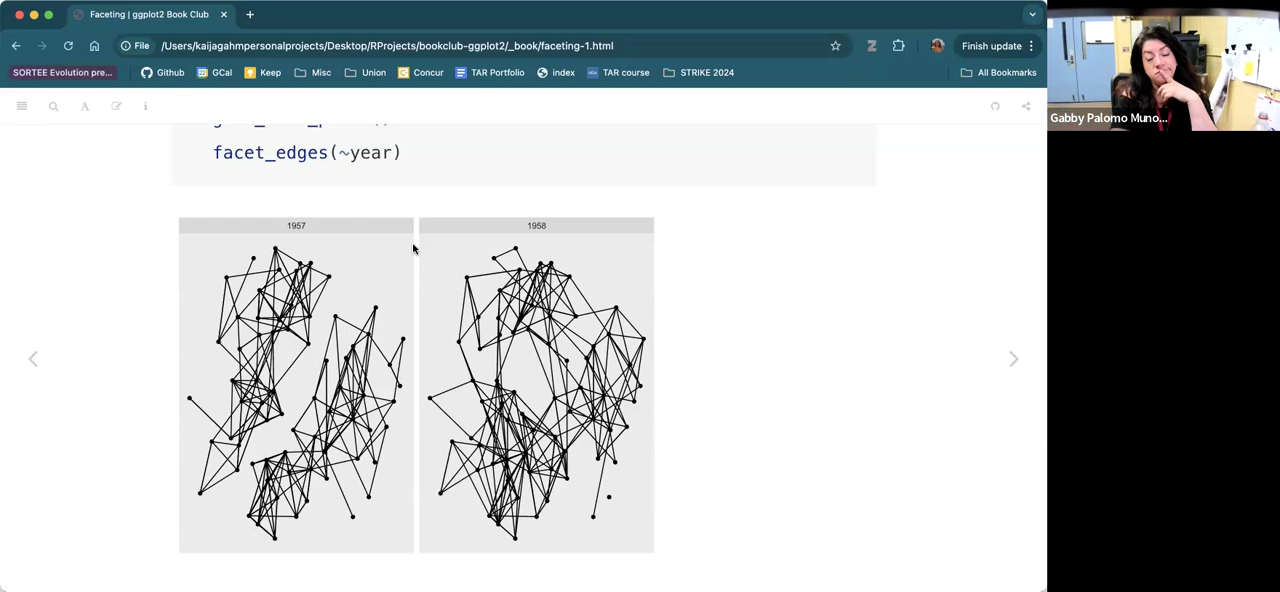 Faceting | ggplot2 Book Club
File /Users/kaijagahmpersonalprojects/Desktop/RProjects/bookclub-ggplot2/_book/faceting-1.html
Finish update
SORTEE Evolution pre... Github GCal Keep Misc Union Concur TAR Portfolio index TAR course STRIKE 2024 All Bookmarks
Gabby Palomo Muno...
facet_edges(~year)
1957 1958